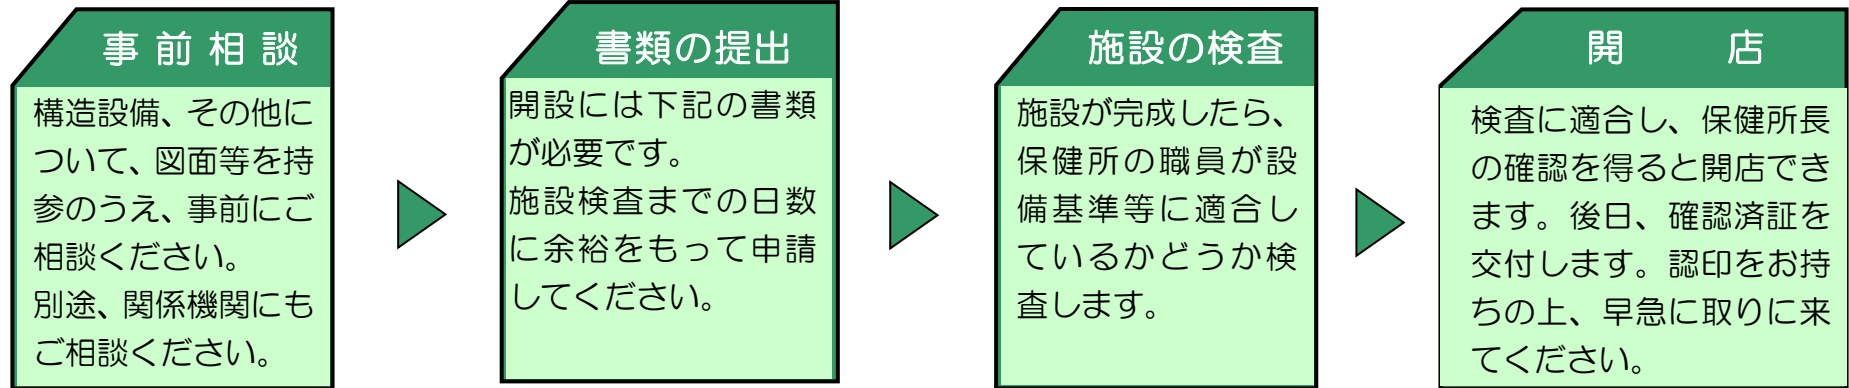 事前相談
構造設備、その他に
ついて、図面等を持
参のうえ、事前にご
相談ください。
別途、関係機関にも
ご相談ください。
書類の提出
開設には下記の書類
が必要です。
施設検査までの日数
に余裕をもって申請
してください。
施設の検査
施設が完成したら、
保健所の職員が設
備基準等に適合し
ているかどうか検
査します。
開店
検査に適合し、保健所長
の確認を得ると開店でき
ます。後日、確認済証を
交付します。認印をお持
ちの上、早急に取りに来
てください。